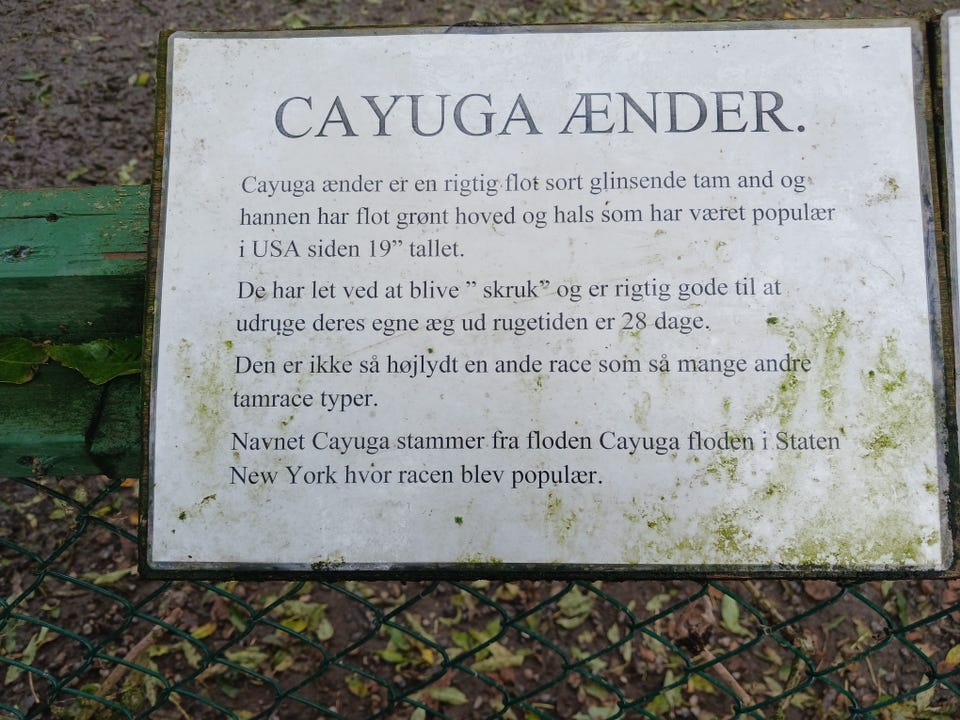 CAYUGA ÆNDER.
Cayuga ænder er en rigtig flot sort glinsende tam and og
hannen har flot grønt hoved og hals som har været populær
i USA siden 19” tallet.
De har let ved at blive ” skruk” og er rigtig gode til at
udruge deres egne æg ud rugetiden er 28 dage.
Den er ikke så højlydt en ande race som så mange andre
tamrace typer.
Navnet Cayuga stammer fra floden Cayuga floden i Staten
New York hvor racen blev populær.